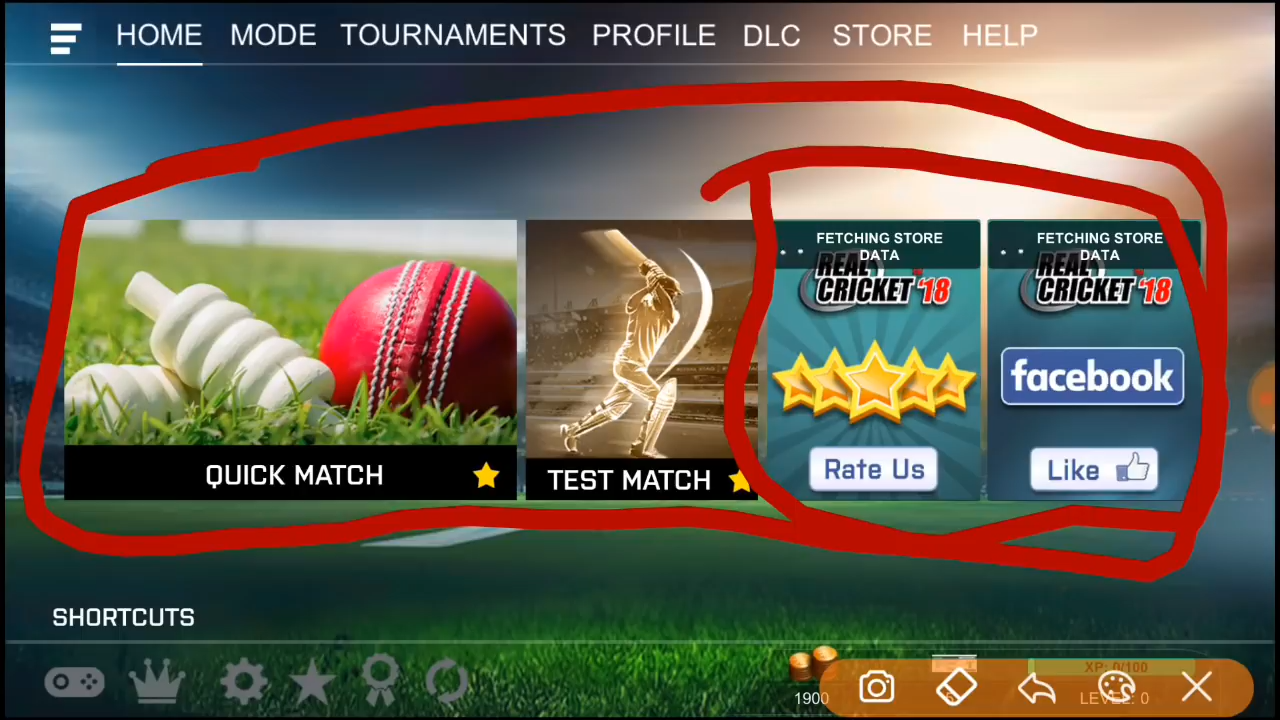 HOME MODE TOURNAMENTS PROFILE DLC STORE HELP
FETCHING STORE
DATA
REAL
CRICKET '18
Rate Us
FETCHING STORE
DATA
REAL
CRICKET '18
facebook
Like
QUICK MATCH
TEST MATCH
SHORTCUTS
1900
XP: 0/100
LEVEL: 0